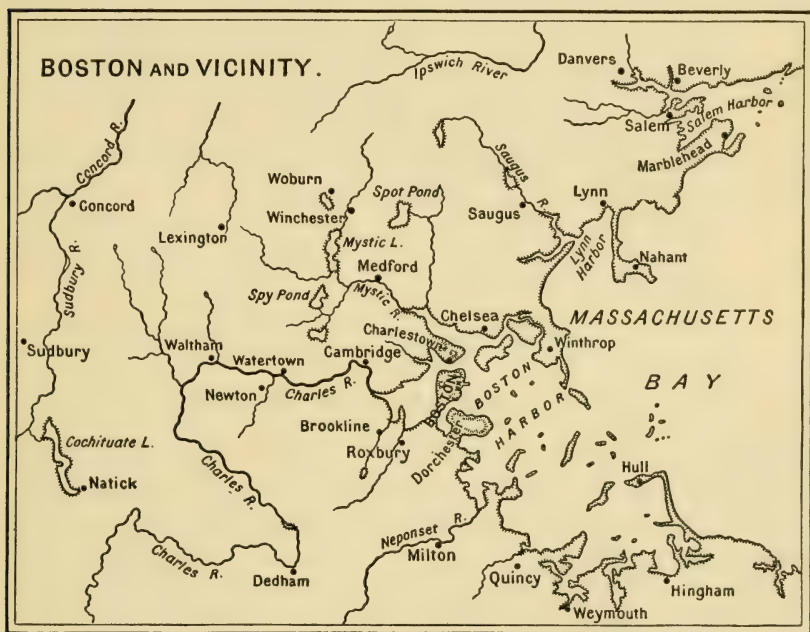 BOSTON AND VICINITY.
Ipswich River
Danvers
Beverly
Salem Harbor
Salem
Marblehead
Concord R.
Concord
Woburn
Winchester
Spot Pond
Saugus R.
Saugus
Lynn
Lexington
Mystic L.
Medford
Lynn Harbor
Nahant
Sudbury R.
Spy Pond
Mystic R.
Chelsea
MASSACHUSETTS
BAY
Sudbury
Waltham
Watertown
Cambridge
Charlestown
Winthrop
Newton
Charles R.
BOSTON
BOSTON HARBOR
Brookline
Roxbury
Dorchester
Cochituate L.
Natick
Charles R.
Hull
Charles R.
Dedham
Neponset R.
Milton
Quincy
Hingham
Weymouth